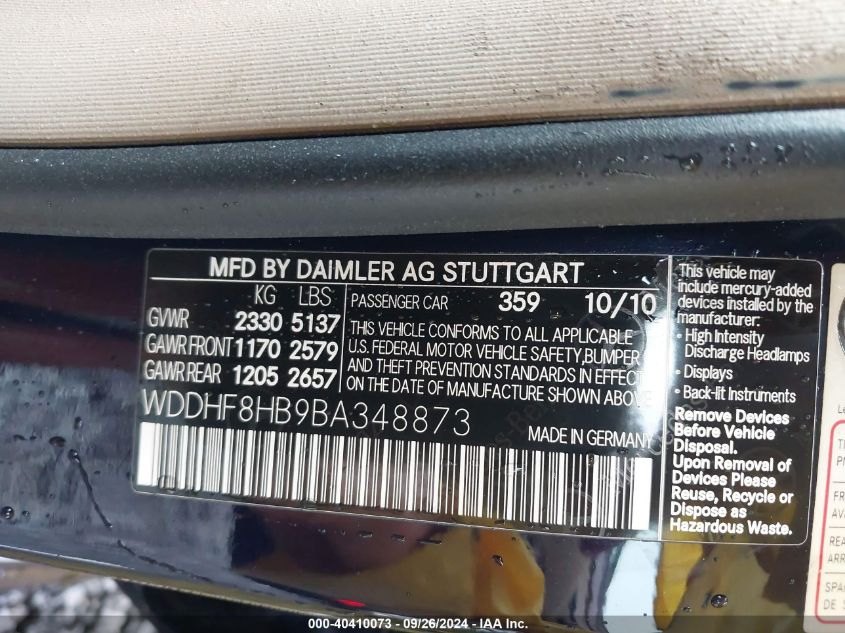 MFD BY DAIMLER AG STUTTGART
KG LBS
GVWR 2330 5137
GAWR FRONT 1170 2579
GAWR REAR 1205 2657
PASSENGER CAR 359 10/10
THIS VEHICLE CONFORMS TO ALL APPLICABLE
U.S. FEDERAL MOTOR VEHICLE SAFETY,BUMPER
AND THEFT PREVENTION STANDARDS IN EFFECT
ON THE DATE OF MANUFACTURE SHOWN ABOVE
WDDHF8HB9BA348873
MADE IN GERMANY
This vehicle may
include mercury-added
devices installed by the
manufacturer:
• High Intensity
Discharge Headlamps
• Displays
• Back-lit Instruments
Remove Devices
Before Vehicle
Disposal.
Upon Removal of
Devices Please
Reuse, Recycle or
Dispose as
Hazardous Waste.
000-40410073 - 09/26/2024 - IAA Inc.